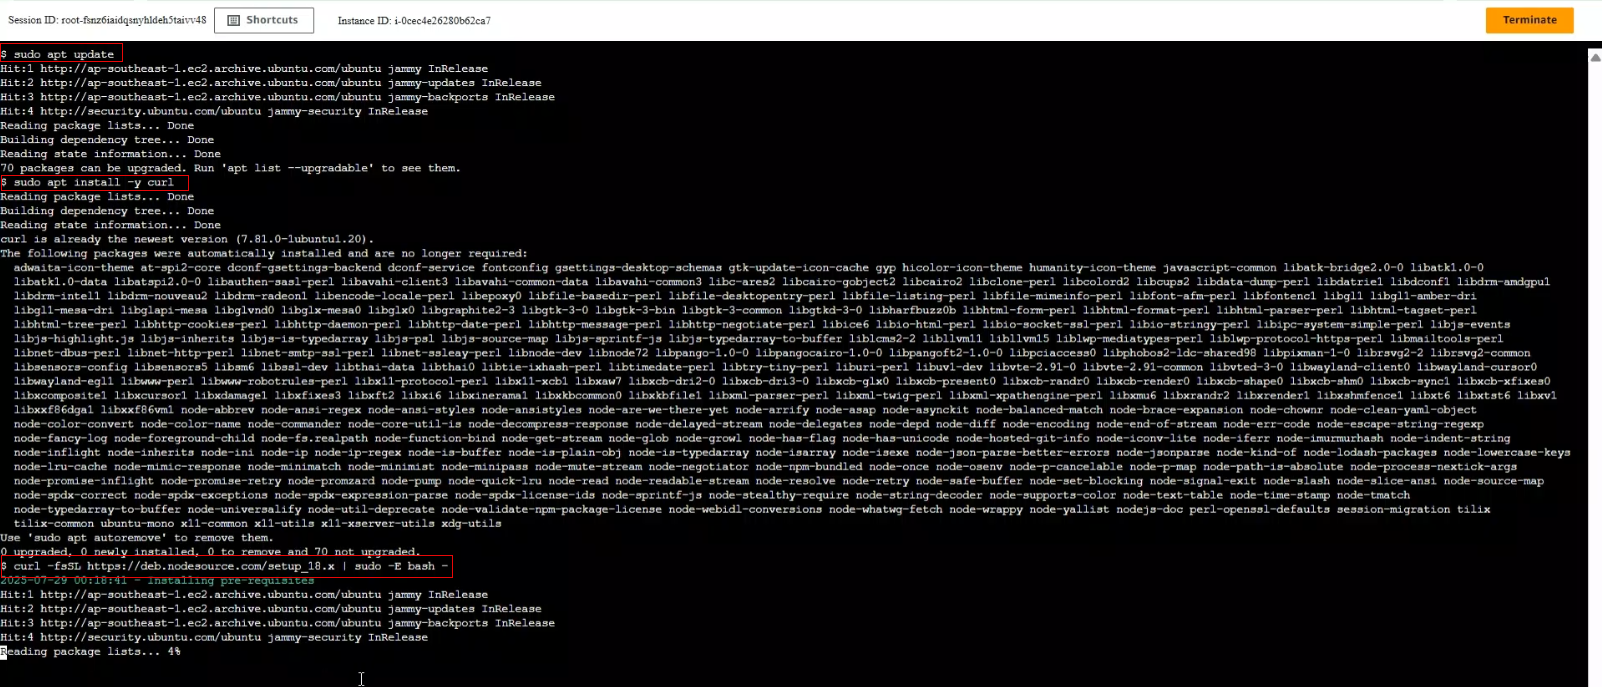 Session ID: root-fsnz6iaidqsnyhldeh5taivv48
Shortcuts
Instance ID: i-0cec4e26280b62ca7
Terminate
$ sudo apt update
Hit:1 http://ap-southeast-1.ec2.archive.ubuntu.com/ubuntu jammy InRelease
Hit:2 http://ap-southeast-1.ec2.archive.ubuntu.com/ubuntu jammy-updates InRelease
Hit:3 http://ap-southeast-1.ec2.archive.ubuntu.com/ubuntu jammy-backports InRelease
Hit:4 http://security.ubuntu.com/ubuntu jammy-security InRelease
Reading package lists... Done
Building dependency tree... Done
Reading state information... Done
70 packages can be upgraded. Run 'apt list --upgradable' to see them.
$ sudo apt install -y curl
Reading package lists... Done
Building dependency tree... Done
Reading state information... Done
curl is already the newest version (7.81.0-1ubuntu1.20).
The following packages were automatically installed and are no longer required:
adwaita-icon-theme at-spi2-core dconf-gsettings-backend dconf-service fontconfig gsettings-desktop-schemas gtk-update-icon-cache gyp hicolor-icon-theme humanity-icon-theme javascript-common libatk-bridge2.0-0 libatk1.0-0
libatk1.0-data libatspi2.0-0 libauthen-sasl-perl libavahi-client3 libavahi-common-data libavahi-common3 libc-ares2 libcairo-gobject2 libcairo2 libclone-perl libcolord2 libcups2 libdata-dump-perl libdatrie1 libdconf1 libdrm-amdgpu1
libdrm-intel1 libdrm-nouveau2 libdrm-radeon1 libencode-locale-perl libepoxy0 libfile-basedir-perl libfile-desktopentry-perl libfile-listing-perl libfile-mimeinfo-perl libfont-afm-perl libfontenc1 libgl1 libgl1-amber-dri
libgl1-mesa-dri libglapi-mesa libglvnd0 libglx-mesa0 libglx0 libgraphite2-3 libgtk-3-0 libgtk-3-bin libgtk-3-common libgtkd-3-0 libharfbuzz0b libhtml-form-perl libhtml-format-perl libhtml-parser-perl libhtml-tagset-perl
libhtml-tree-perl libhttp-cookies-perl libhttp-daemon-perl libhttp-date-perl libhttp-message-perl libhttp-negotiate-perl libice6 libio-html-perl libio-socket-ssl-perl libio-stringy-perl libipc-system-simple-perl libjs-events
libjs-highlight.js libjs-inherits libjs-is-typedarray libjs-psl libjs-source-map libjs-sprintf-js libjs-typedarray-to-buffer liblcms2-2 libllvm11 libllvm15 liblwp-mediatypes-perl liblwp-protocol-https-perl libmailtools-perl
libnet-dbus-perl libnet-http-perl libnet-smtp-ssl-perl libnet-ssleay-perl libnode-dev libnode72 libpango-1.0-0 libpangocairo-1.0-0 libpangoft2-1.0-0 libpciaccess0 libphobos2-ldc-shared98 libpixman-1-0 librsvg2-2 librsvg2-common
libsensors-config libsensors5 libsm6 libssl-dev libthai-data libthai0 libtie-ixhash-perl libtimedate-perl libtry-tiny-perl liburi-perl libuv1-dev libvte-2.91-0 libvte-2.91-common libvted-3-0 libwayland-client0 libwayland-cursor0
libwayland-egl1 libwww-perl libwww-robotrules-perl libx11-protocol-perl libx11-xcb1 libxaw7 libxcb-dri2-0 libxcb-dri3-0 libxcb-glx0 libxcb-present0 libxcb-randr0 libxcb-render0 libxcb-shape0 libxcb-shm0 libxcb-sync1 libxcb-xfixes0
libxcomposite1 libxcursor1 libxdamage1 libxfixes3 libxft2 libxi6 libxinerama1 libxkbcommon0 libxkbfile1 libxml-parser-perl libxml-twig-perl libxml-xpathengine-perl libxmu6 libxrandr2 libxrender1 libxshmfence1 libxt6 libxtst6 libxv1
libxxf86dga1 libxxf86vm1 node-abbrev node-ansi-regex node-ansi-styles node-ansistyles node-are-we-there-yet node-arrify node-asap node-asynckit node-balanced-match node-brace-expansion node-chownr node-clean-yaml-object
node-color-convert node-color-name node-commander node-core-util-is node-decompress-response node-delayed-stream node-delegates node-depd node-diff node-encoding node-end-of-stream node-err-code node-escape-string-regexp
node-fancy-log node-foreground-child node-fs.realpath node-function-bind node-get-stream node-glob node-growl node-has-flag node-has-unicode node-hosted-git-info node-iconv-lite node-iferr node-imurmurhash node-indent-string
node-inflight node-inherits node-ini node-ip node-ip-regex node-is-buffer node-is-plain-obj node-is-typedarray node-isarray node-isexe node-json-parse-better-errors node-jsonparse node-kind-of node-lodash-packages node-lowercase-keys
node-lru-cache node-mimic-response node-minimatch node-minimist node-minipass node-mute-stream node-negotiator node-npm-bundled node-once node-osenv node-p-cancelable node-p-map node-path-is-absolute node-process-nextick-args
node-promise-inflight node-promise-retry node-promzard node-pump node-quick-lru node-read node-readable-stream node-resolve node-retry node-safe-buffer node-set-blocking node-signal-exit node-slash node-slice-ansi node-source-map
node-spdx-correct node-spdx-exceptions node-spdx-expression-parse node-spdx-license-ids node-sprintf-js node-stealthy-require node-string-decoder node-supports-color node-text-table node-time-stamp node-tmatch
node-typedarray-to-buffer node-universalify node-util-deprecate node-validate-npm-package-license node-webidl-conversions node-whatwg-fetch node-wrappy node-yallist nodejs-doc perl-openssl-defaults session-migration tilix
tilix-common ubuntu-mono x11-common x11-utils x11-xserver-utils xdg-utils
Use 'sudo apt autoremove' to remove them.
0 upgraded, 0 newly installed, 0 to remove and 70 not upgraded.
$ curl -fsSL https://deb.nodesource.com/setup_18.x | sudo -E bash -
2025-07-29 00:18:41 - Installing pre-requisites
Hit:1 http://ap-southeast-1.ec2.archive.ubuntu.com/ubuntu jammy InRelease
Hit:2 http://ap-southeast-1.ec2.archive.ubuntu.com/ubuntu jammy-updates InRelease
Hit:3 http://ap-southeast-1.ec2.archive.ubuntu.com/ubuntu jammy-backports InRelease
Hit:4 http://security.ubuntu.com/ubuntu jammy-security InRelease
Reading package lists... 4%